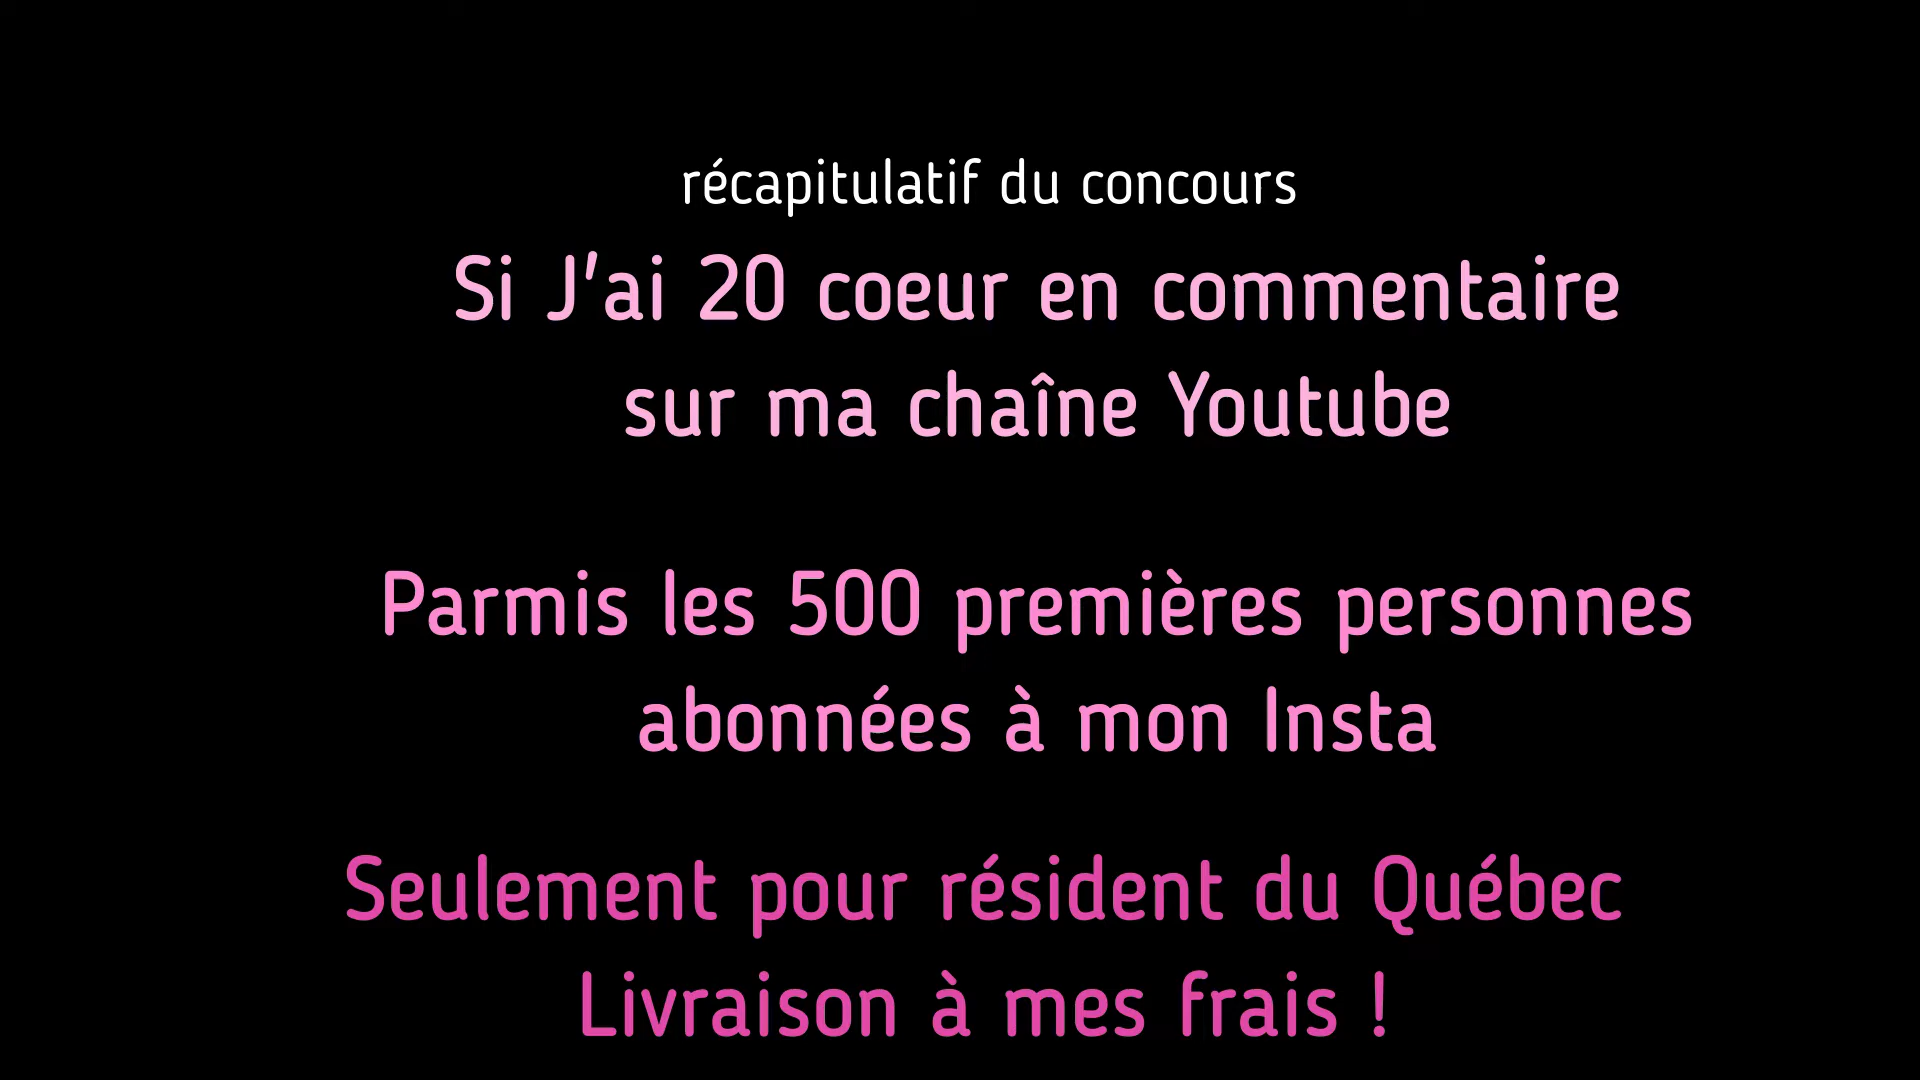 récapitulatif du concours
Si J'ai 20 coeur en commentaire
sur ma chaîne Youtube
Parmis les 500 premières personnes
abonnées à mon Insta
Seulement pour résident du Québec
Livraison à mes frais !